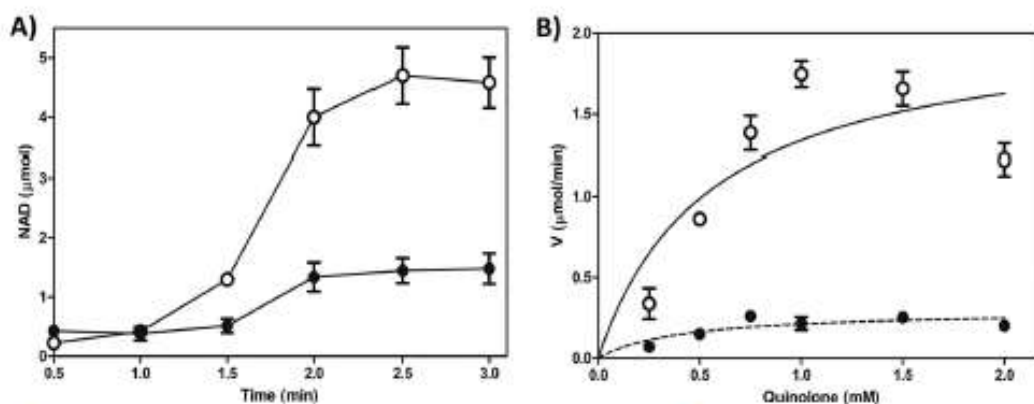 A)
NAD (µmol)
5
4
3
2
1
0
0.5 1.0 1.5 2.0 2.5 3.0
Time (min)
B)
V (µmol/min)
2.0
1.5
1.0
0.5
0.0
0.0 0.5 1.0 1.5 2.0
Quinolone (mM)